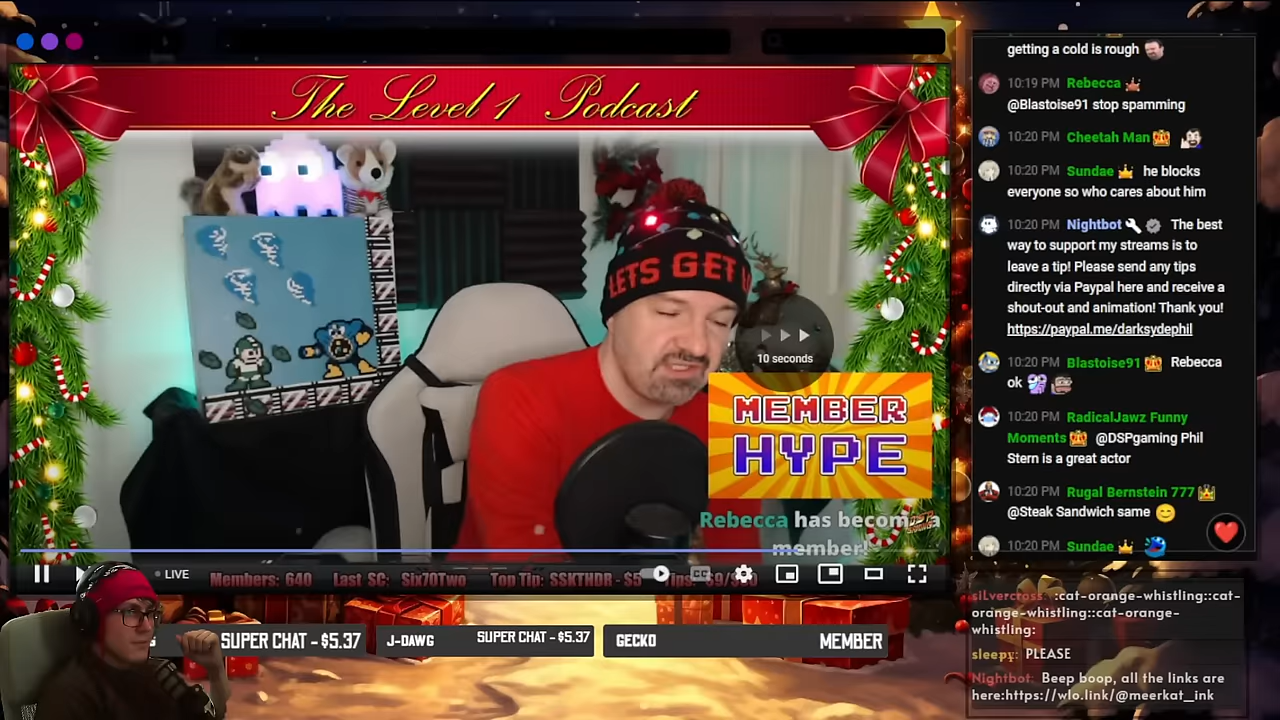 The Level 1 Podcast
LETS GET
10 seconds
MEMBER
HYPE
Rebecca has becom
member!
LIVE
Members: 640 Last SC: Six70Two Top Tip: SSKTHDR - $5
SUPER CHAT - $5.37
J-DAWG SUPER CHAT - $5.37
GECKO MEMBER
getting a cold is rough
10:19 PM Rebecca
@Blastoise91 stop spamming
10:20 PM Cheetah Man
10:20 PM Sundae he blocks
everyone so who cares about him
10:20 PM Nightbot The best
way to support my streams is to
leave a tip! Please send any tips
directly via Paypal here and receive a
shout-out and animation! Thank you!
https://paypal.me/darksydephil
10:20 PM Blastoise91 Rebecca
ok
10:20 PM RadicalJawz Funny
Moments @DSPgaming Phil
Stern is a great actor
10:20 PM Rugal Bernstein 777
@Steak Sandwich same
10:20 PM Sundae
sILvercross: :cat-orange-whistling::cat-
orange-whistling::cat-orange-
whistling:
sleepy: PLEASE
Nightbot: Beep boop, all the links are
here:https://wlo.link/@meerkat_ink